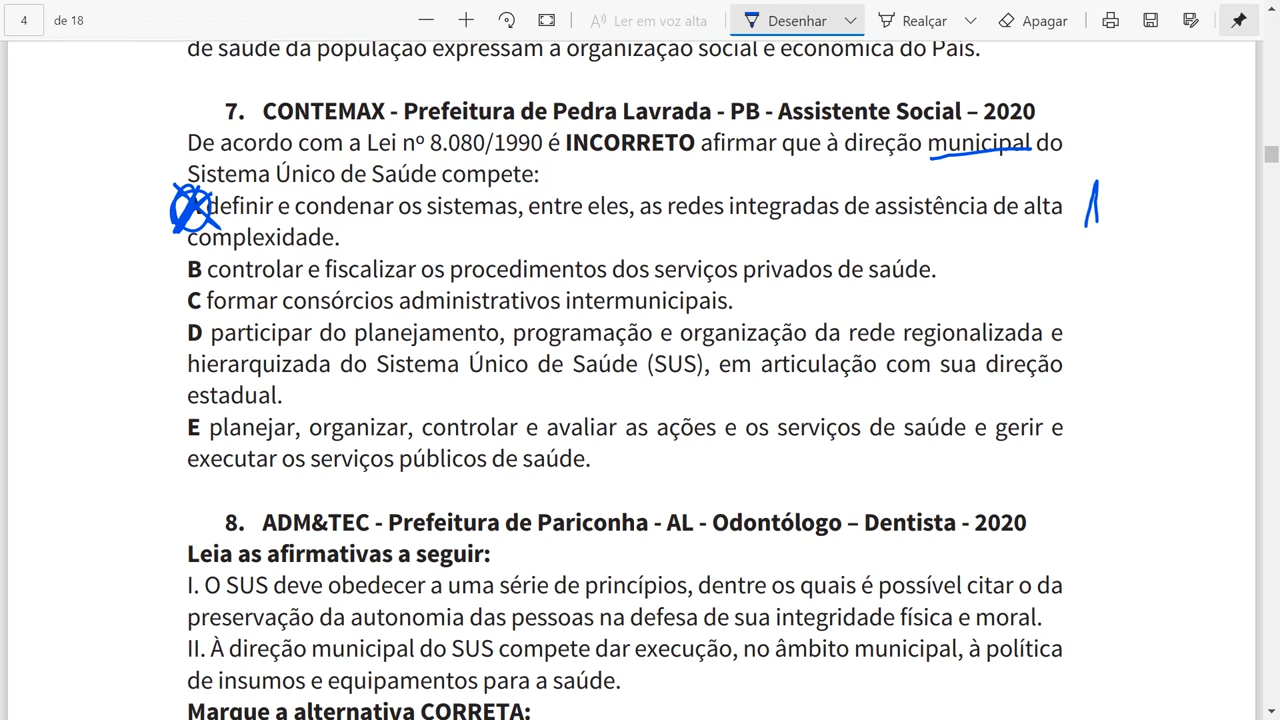 4 de 18 Ler em voz alta Desenhar Realçar Apagar
de saúde da população expressam a organização social e econômica do País.
7. CONTEMAX - Prefeitura de Pedra Lavrada - PB - Assistente Social – 2020
De acordo com a Lei nº 8.080/1990 é INCORRETO afirmar que à direção municipal do
Sistema Único de Saúde compete:
definir e condenar os sistemas, entre eles, as redes integradas de assistência de alta
complexidade.
B controlar e fiscalizar os procedimentos dos serviços privados de saúde.
C formar consórcios administrativos intermunicipais.
D participar do planejamento, programação e organização da rede regionalizada e
hierarquizada do Sistema Único de Saúde (SUS), em articulação com sua direção
estadual.
E planejar, organizar, controlar e avaliar as ações e os serviços de saúde e gerir e
executar os serviços públicos de saúde.
8. ADM&TEC - Prefeitura de Pariconha - AL - Odontólogo – Dentista - 2020
Leia as afirmativas a seguir:
I. O SUS deve obedecer a uma série de princípios, dentre os quais é possível citar o da
preservação da autonomia das pessoas na defesa de sua integridade física e moral.
II. À direção municipal do SUS compete dar execução, no âmbito municipal, à política
de insumos e equipamentos para a saúde.
Marque a alternativa CORRETA: